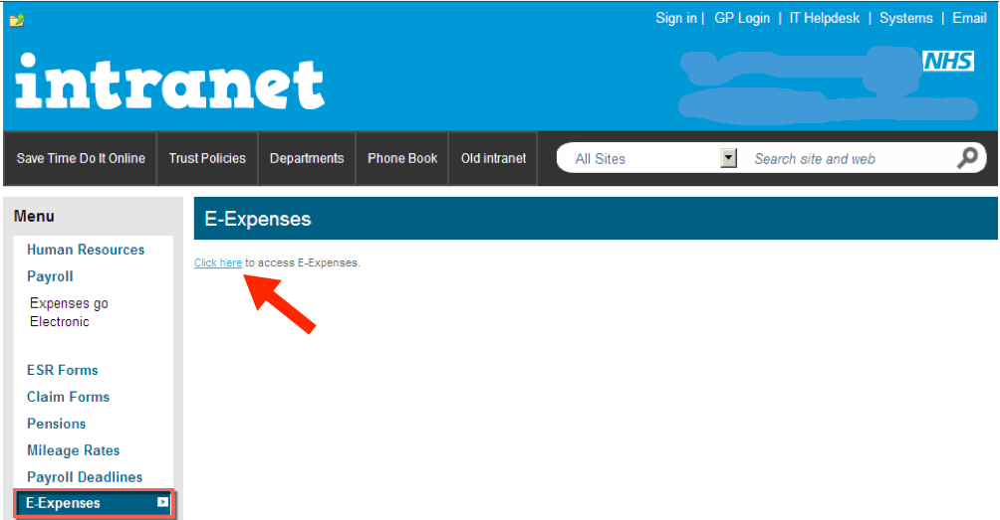 Sign in | GP Login | IT Helpdesk | Systems | Email
intranet
NHS
Save Time Do It Online Trust Policies Departments Phone Book Old intranet All Sites Search site and web
Menu
Human Resources
Payroll
Expenses go
Electronic
ESR Forms
Claim Forms
Pensions
Mileage Rates
Payroll Deadlines
E-Expenses
E-Expenses
Click here to access E-Expenses.